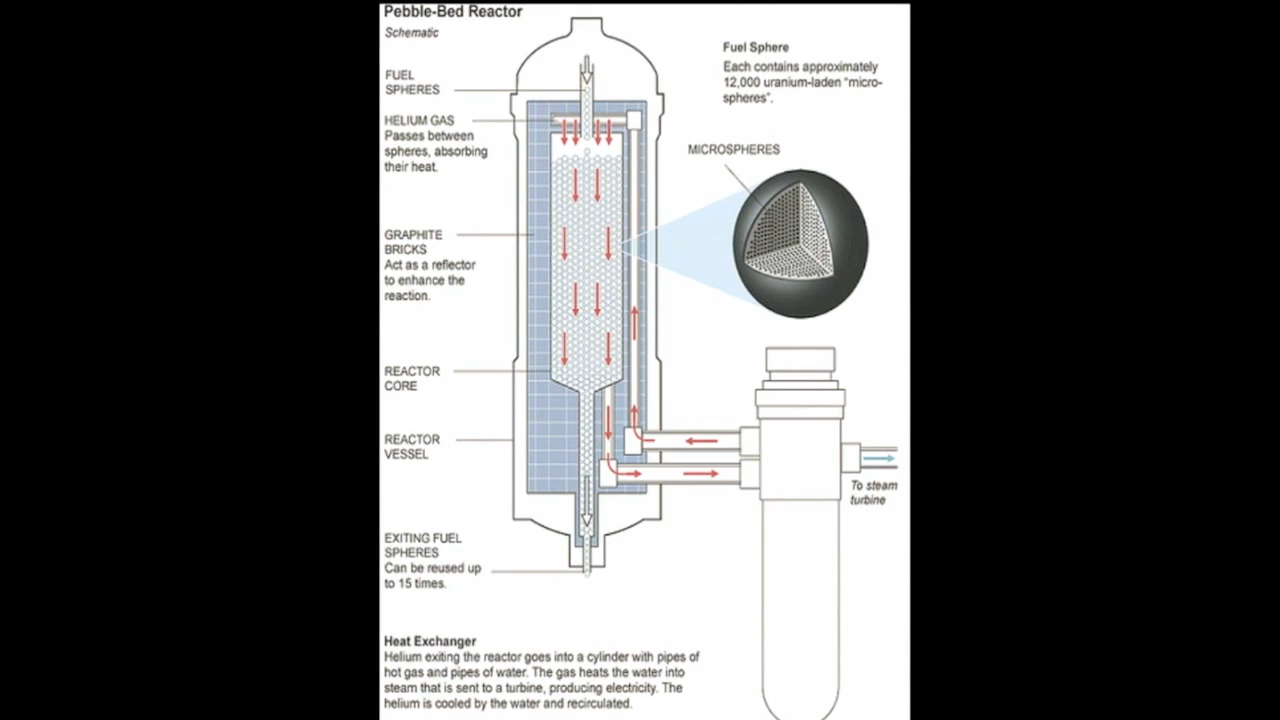 Pebble-Bed Reactor
Schematic
FUEL
SPHERES
HELIUM GAS
Passes between
spheres, absorbing
their heat.
GRAPHITE
BRICKS
Act as a reflector
to enhance the
reaction.
REACTOR
CORE
REACTOR
VESSEL
EXITING FUEL
SPHERES
Can be reused up
to 15 times.
Fuel Sphere
Each contains approximately
12,000 uranium-laden “micro-
spheres”.
MICROSPHERES
To steam
turbine
Heat Exchanger
Helium exiting the reactor goes into a cylinder with pipes of
hot gas and pipes of water. The gas heats the water into
steam that is sent to a turbine, producing electricity. The
helium is cooled by the water and recirculated.